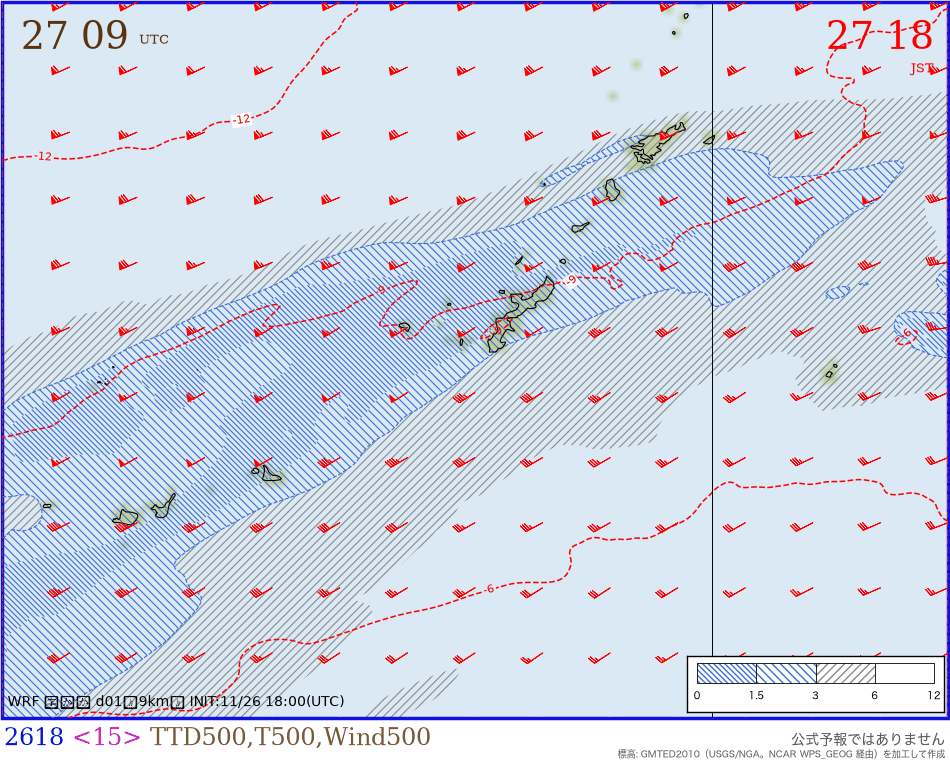 27 09 UTC
27 18
JST
-12
-12
-9
-9
-6
-6
WRF d01 9km INIT:11/26 18:00(UTC)
0 1.5 3 6 12
2618 <15> TTD500,T500,Wind500
公式予報ではありません
標高: GMTED2010（USGS/NGA。NCAR WPS_GEOG 経由）を加工して作成